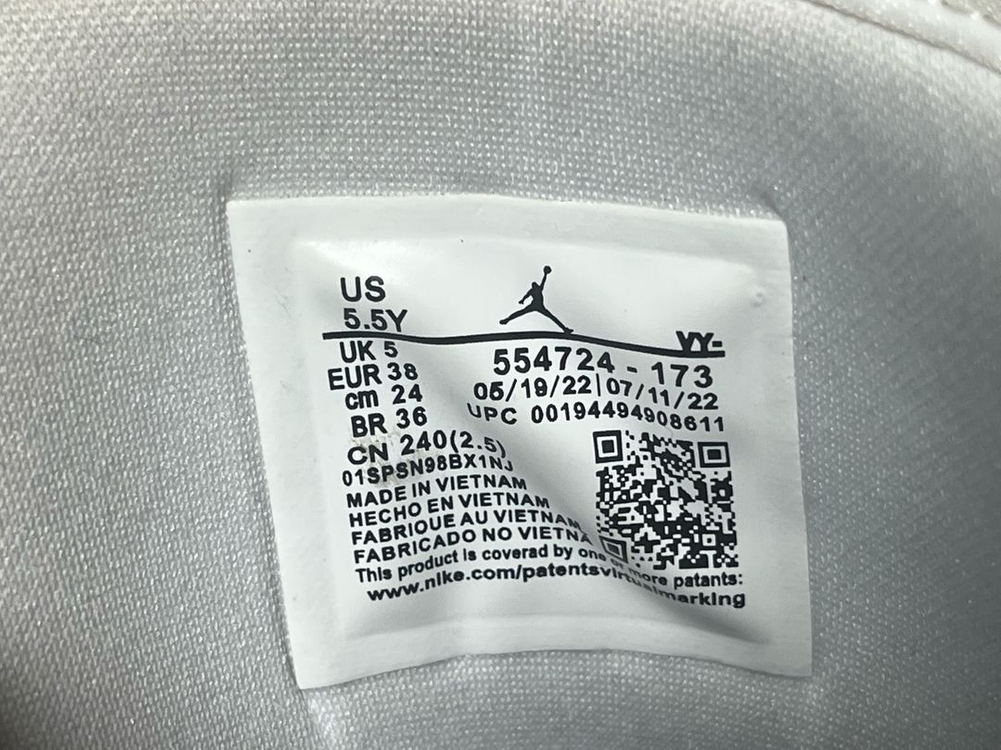 US
5.5Y
VY-
UK 5
EUR 38
cm 24
BR 36
CN 240(2.5)
554724 - 173
05/19/22|07/11/22
UPC 00194494908611
01SPSN98BX1NJ
MADE IN VIETNAM
HECHO EN VIETNAM
FABRIQUE AU VIETNAM
FABRICADO NO VIETNA
This product is covered by one or more patents:
www.nike.com/patentsvirtualmarking